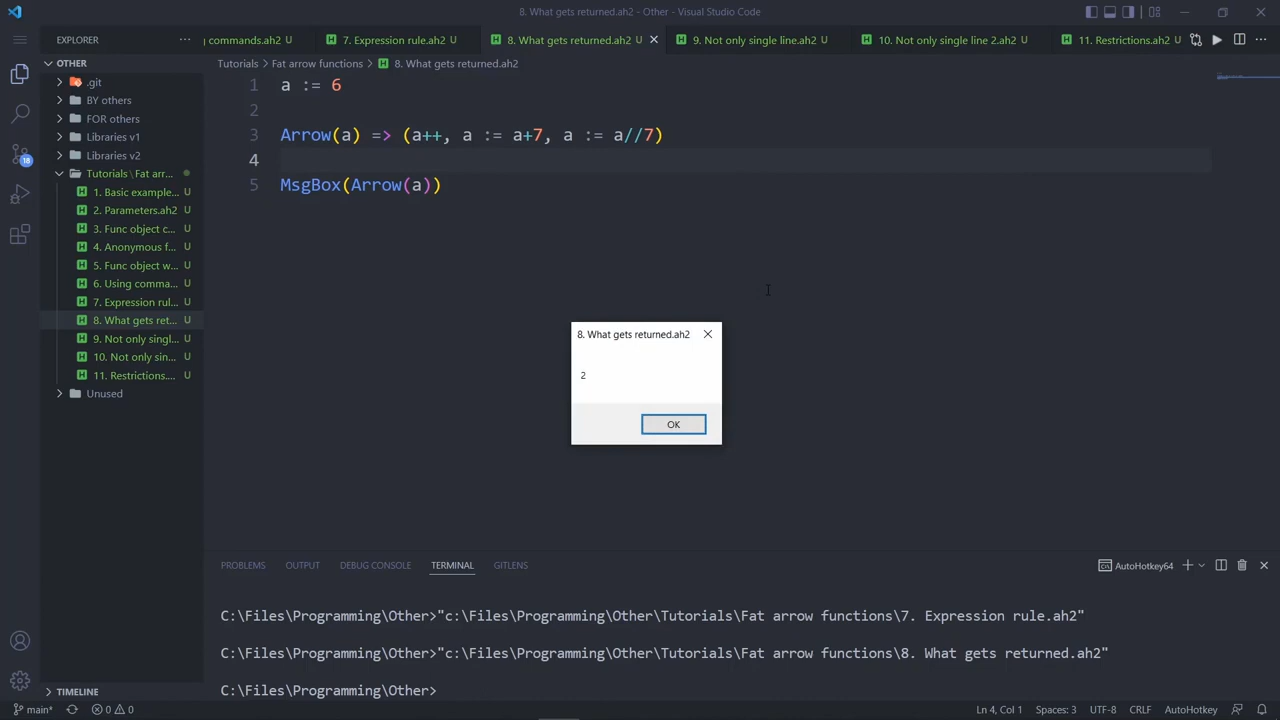 8. What gets returned.ah2 - Other - Visual Studio Code
EXPLORER
commands.ah2 U
7. Expression rule.ah2 U
8. What gets returned.ah2 U
9. Not only single line.ah2 U
10. Not only single line 2.ah2 U
11. Restrictions.ah2 U
OTHER
.git
BY others
FOR others
Libraries v1
Libraries v2
Tutorials \ Fat arr...
1. Basic example... U
2. Parameters.ah2 U
3. Func object c... U
4. Anonymous f... U
5. Func object w... U
6. Using comma... U
7. Expression rul... U
8. What gets ret... U
9. Not only singl... U
10. Not only sin... U
11. Restrictions.... U
Unused
TIMELINE
18
Tutorials > Fat arrow functions > 8. What gets returned.ah2
1 a := 6
2
3 Arrow(a) => (a++, a := a+7, a := a//7)
4
5 MsgBox(Arrow(a))
8. What gets returned.ah2
2
OK
PROBLEMS OUTPUT DEBUG CONSOLE TERMINAL GITLENS
AutoHotkey64
C:\Files\Programming\Other>"c:\Files\Programming\Other\Tutorials\Fat arrow functions\7. Expression rule.ah2"
C:\Files\Programming\Other>"c:\Files\Programming\Other\Tutorials\Fat arrow functions\8. What gets returned.ah2"
C:\Files\Programming\Other>
main* 0 0 Ln 4, Col 1 Spaces: 3 UTF-8 CRLF AutoHotkey